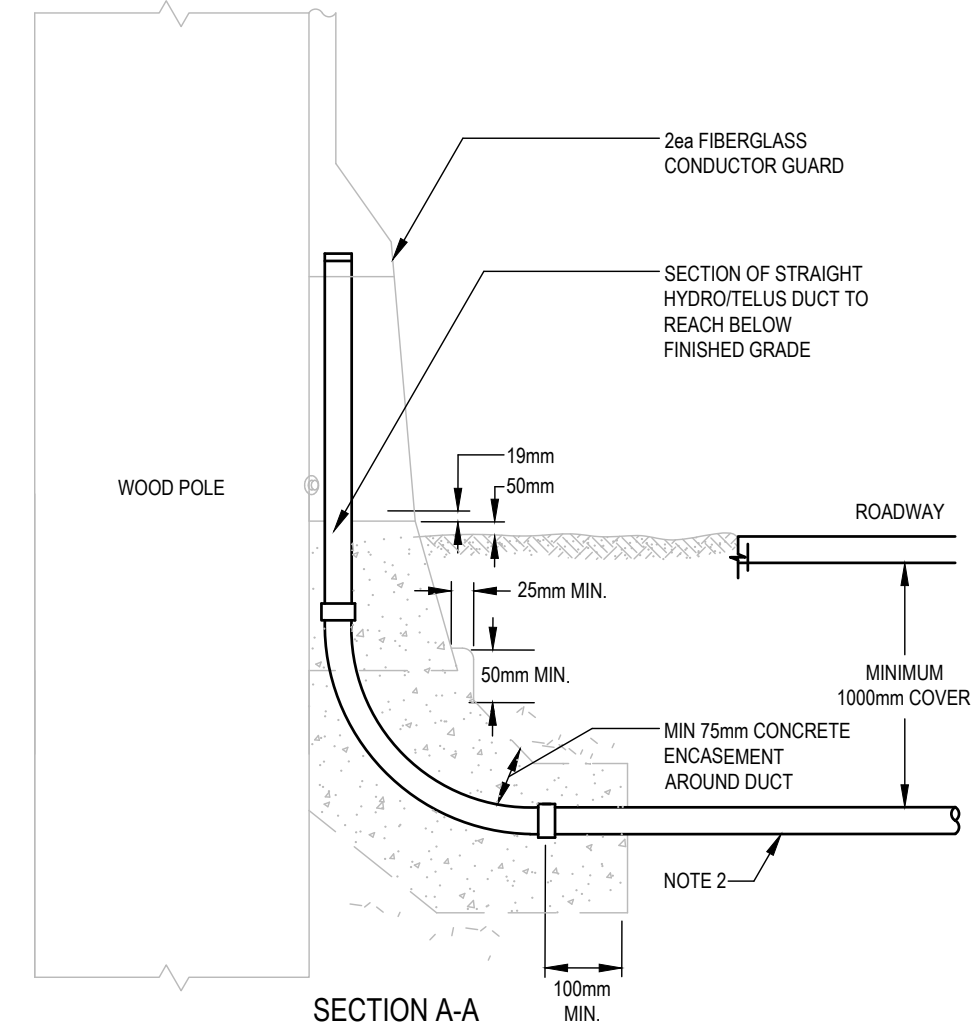 2ea FIBERGLASS
CONDUCTOR GUARD
SECTION OF STRAIGHT
HYDRO/TELUS DUCT TO
REACH BELOW
FINISHED GRADE
19mm
50mm
WOOD POLE
ROADWAY
25mm MIN.
50mm MIN.
MINIMUM
1000mm COVER
MIN 75mm CONCRETE
ENCASEMENT
AROUND DUCT
NOTE 2
100mm
MIN.
SECTION A-A